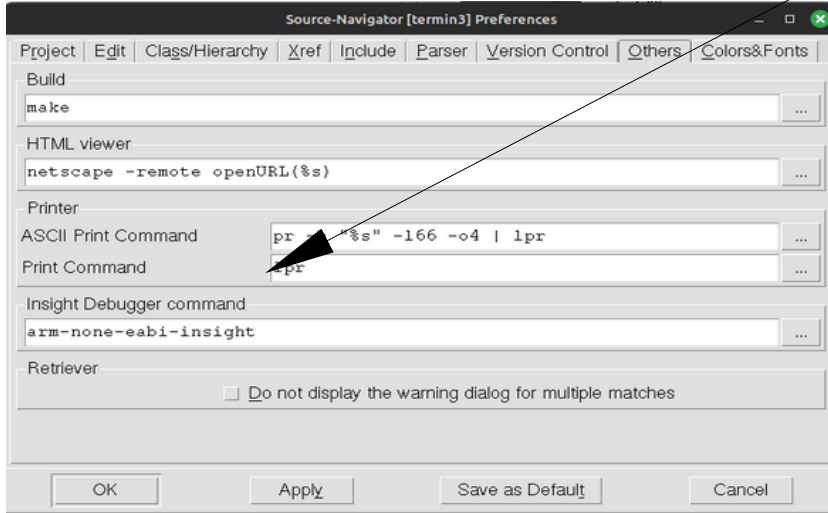 Source-Navigator [termin3] Preferences
Project Edit Class/Hierarchy Xref Include Parser Version Control Others Colors&Fonts
Build
make
...
HTML viewer
netscape -remote openURL(%s)
...
Printer
ASCII Print Command
pr "%s" -l66 -o4 | lpr
...
Print Command
lpr
...
Insight Debugger command
arm-none-eabi-insight
...
Retriever
Do not display the warning dialog for multiple matches
OK Apply Save as Default Cancel